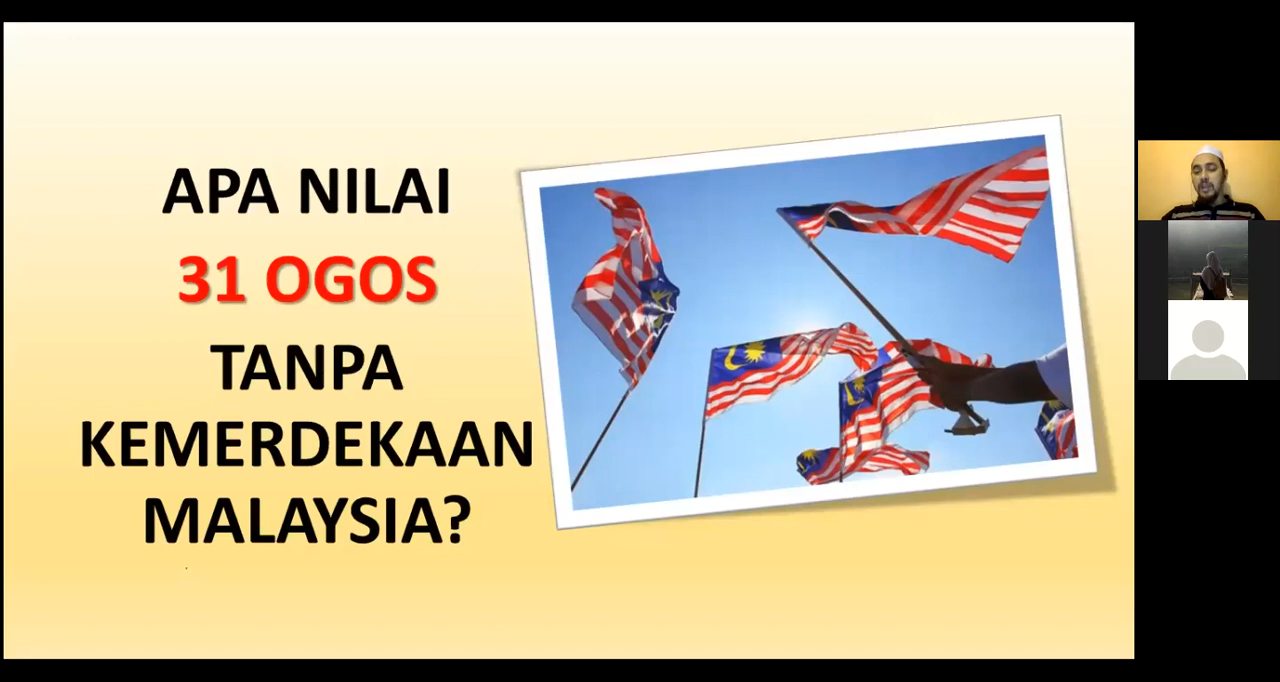 APA NILAI
31 OGOS
TANPA
KEMERDEKAAN
MALAYSIA?